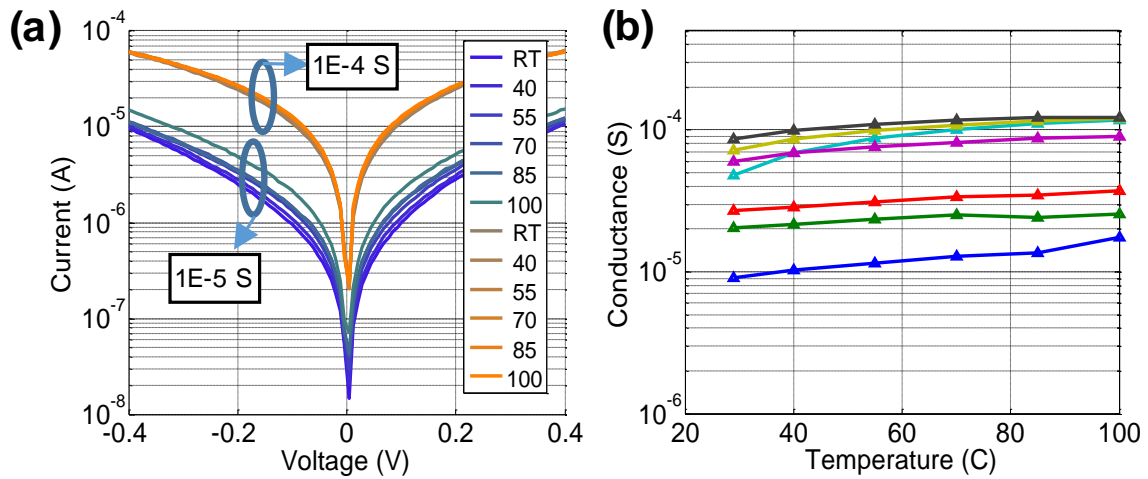 (a)
10^-4
10^-5
10^-6
10^-7
10^-8
Current (A)
-0.4
-0.2
0
0.2
0.4
Voltage (V)
1E-4 S
1E-5 S
RT
40
55
70
85
100
RT
40
55
70
85
100
(b)
10^-4
10^-5
10^-6
Conductance (S)
20
40
60
80
100
Temperature (C)